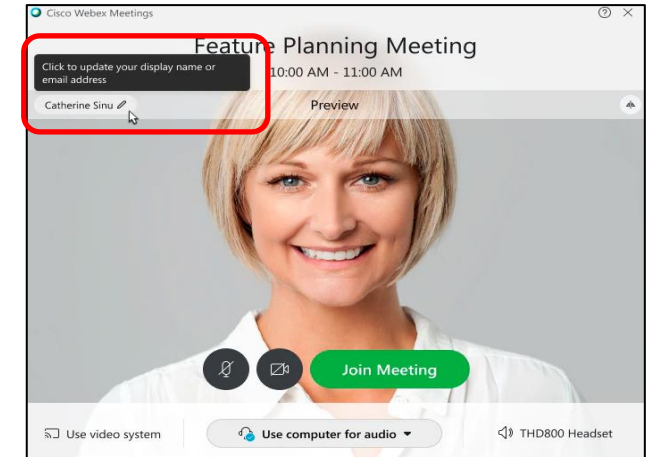 Cisco Webex Meetings
Feature Planning Meeting
10:00 AM - 11:00 AM
Click to update your display name or
email address
Catherine Sinu
Preview
Join Meeting
Use video system
Use computer for audio
THD800 Headset